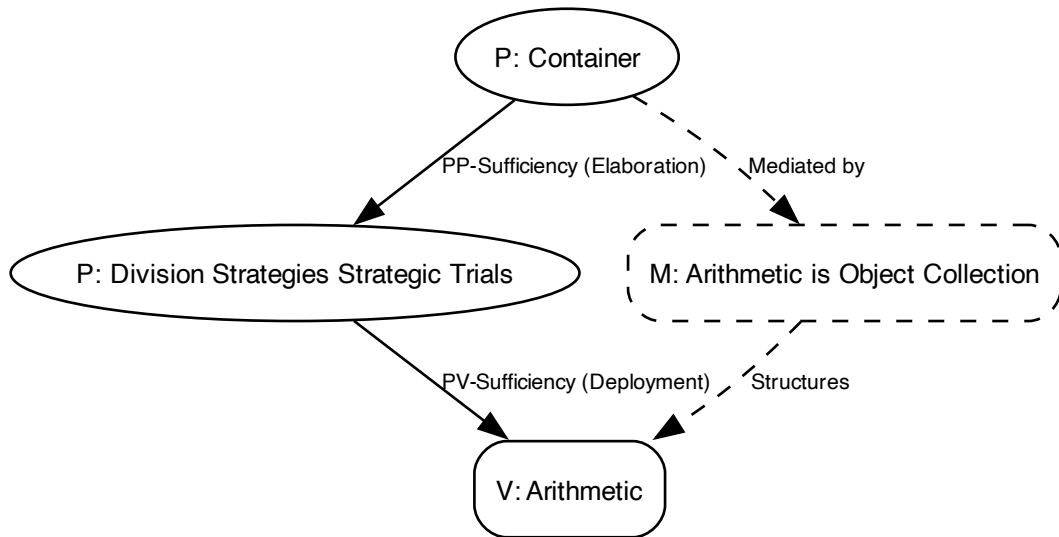 P: Container
PP-Sufficiency (Elaboration)
Mediated by
P: Division Strategies Strategic Trials
M: Arithmetic is Object Collection
PV-Sufficiency (Deployment)
Structures
V: Arithmetic